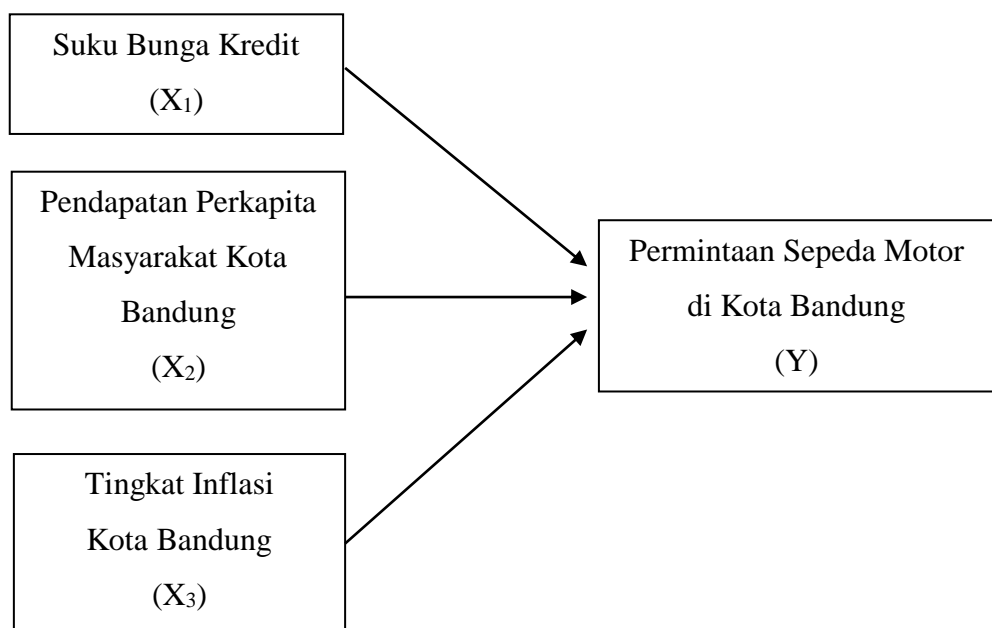 Suku Bunga Kredit
(X₁)
Pendapatan Perkapita
Masyarakat Kota
Bandung
(X₂)
Tingkat Inflasi
Kota Bandung
(X₃)
Permintaan Sepeda Motor
di Kota Bandung
(Y)